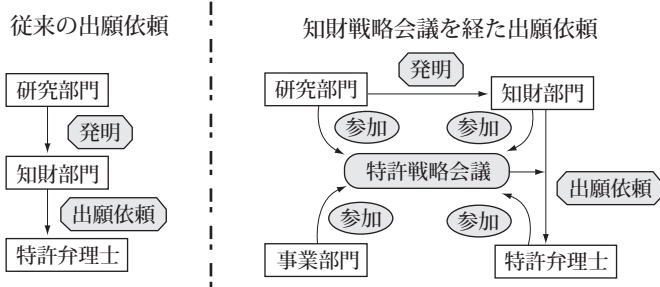 従来の出願依頼
研究部門
発明
知財部門
出願依頼
特許弁理士
知財戦略会議を経た出願依頼
発明
研究部門
知財部門
参加
参加
特許戦略会議
出願依頼
参加
参加
事業部門
特許弁理士